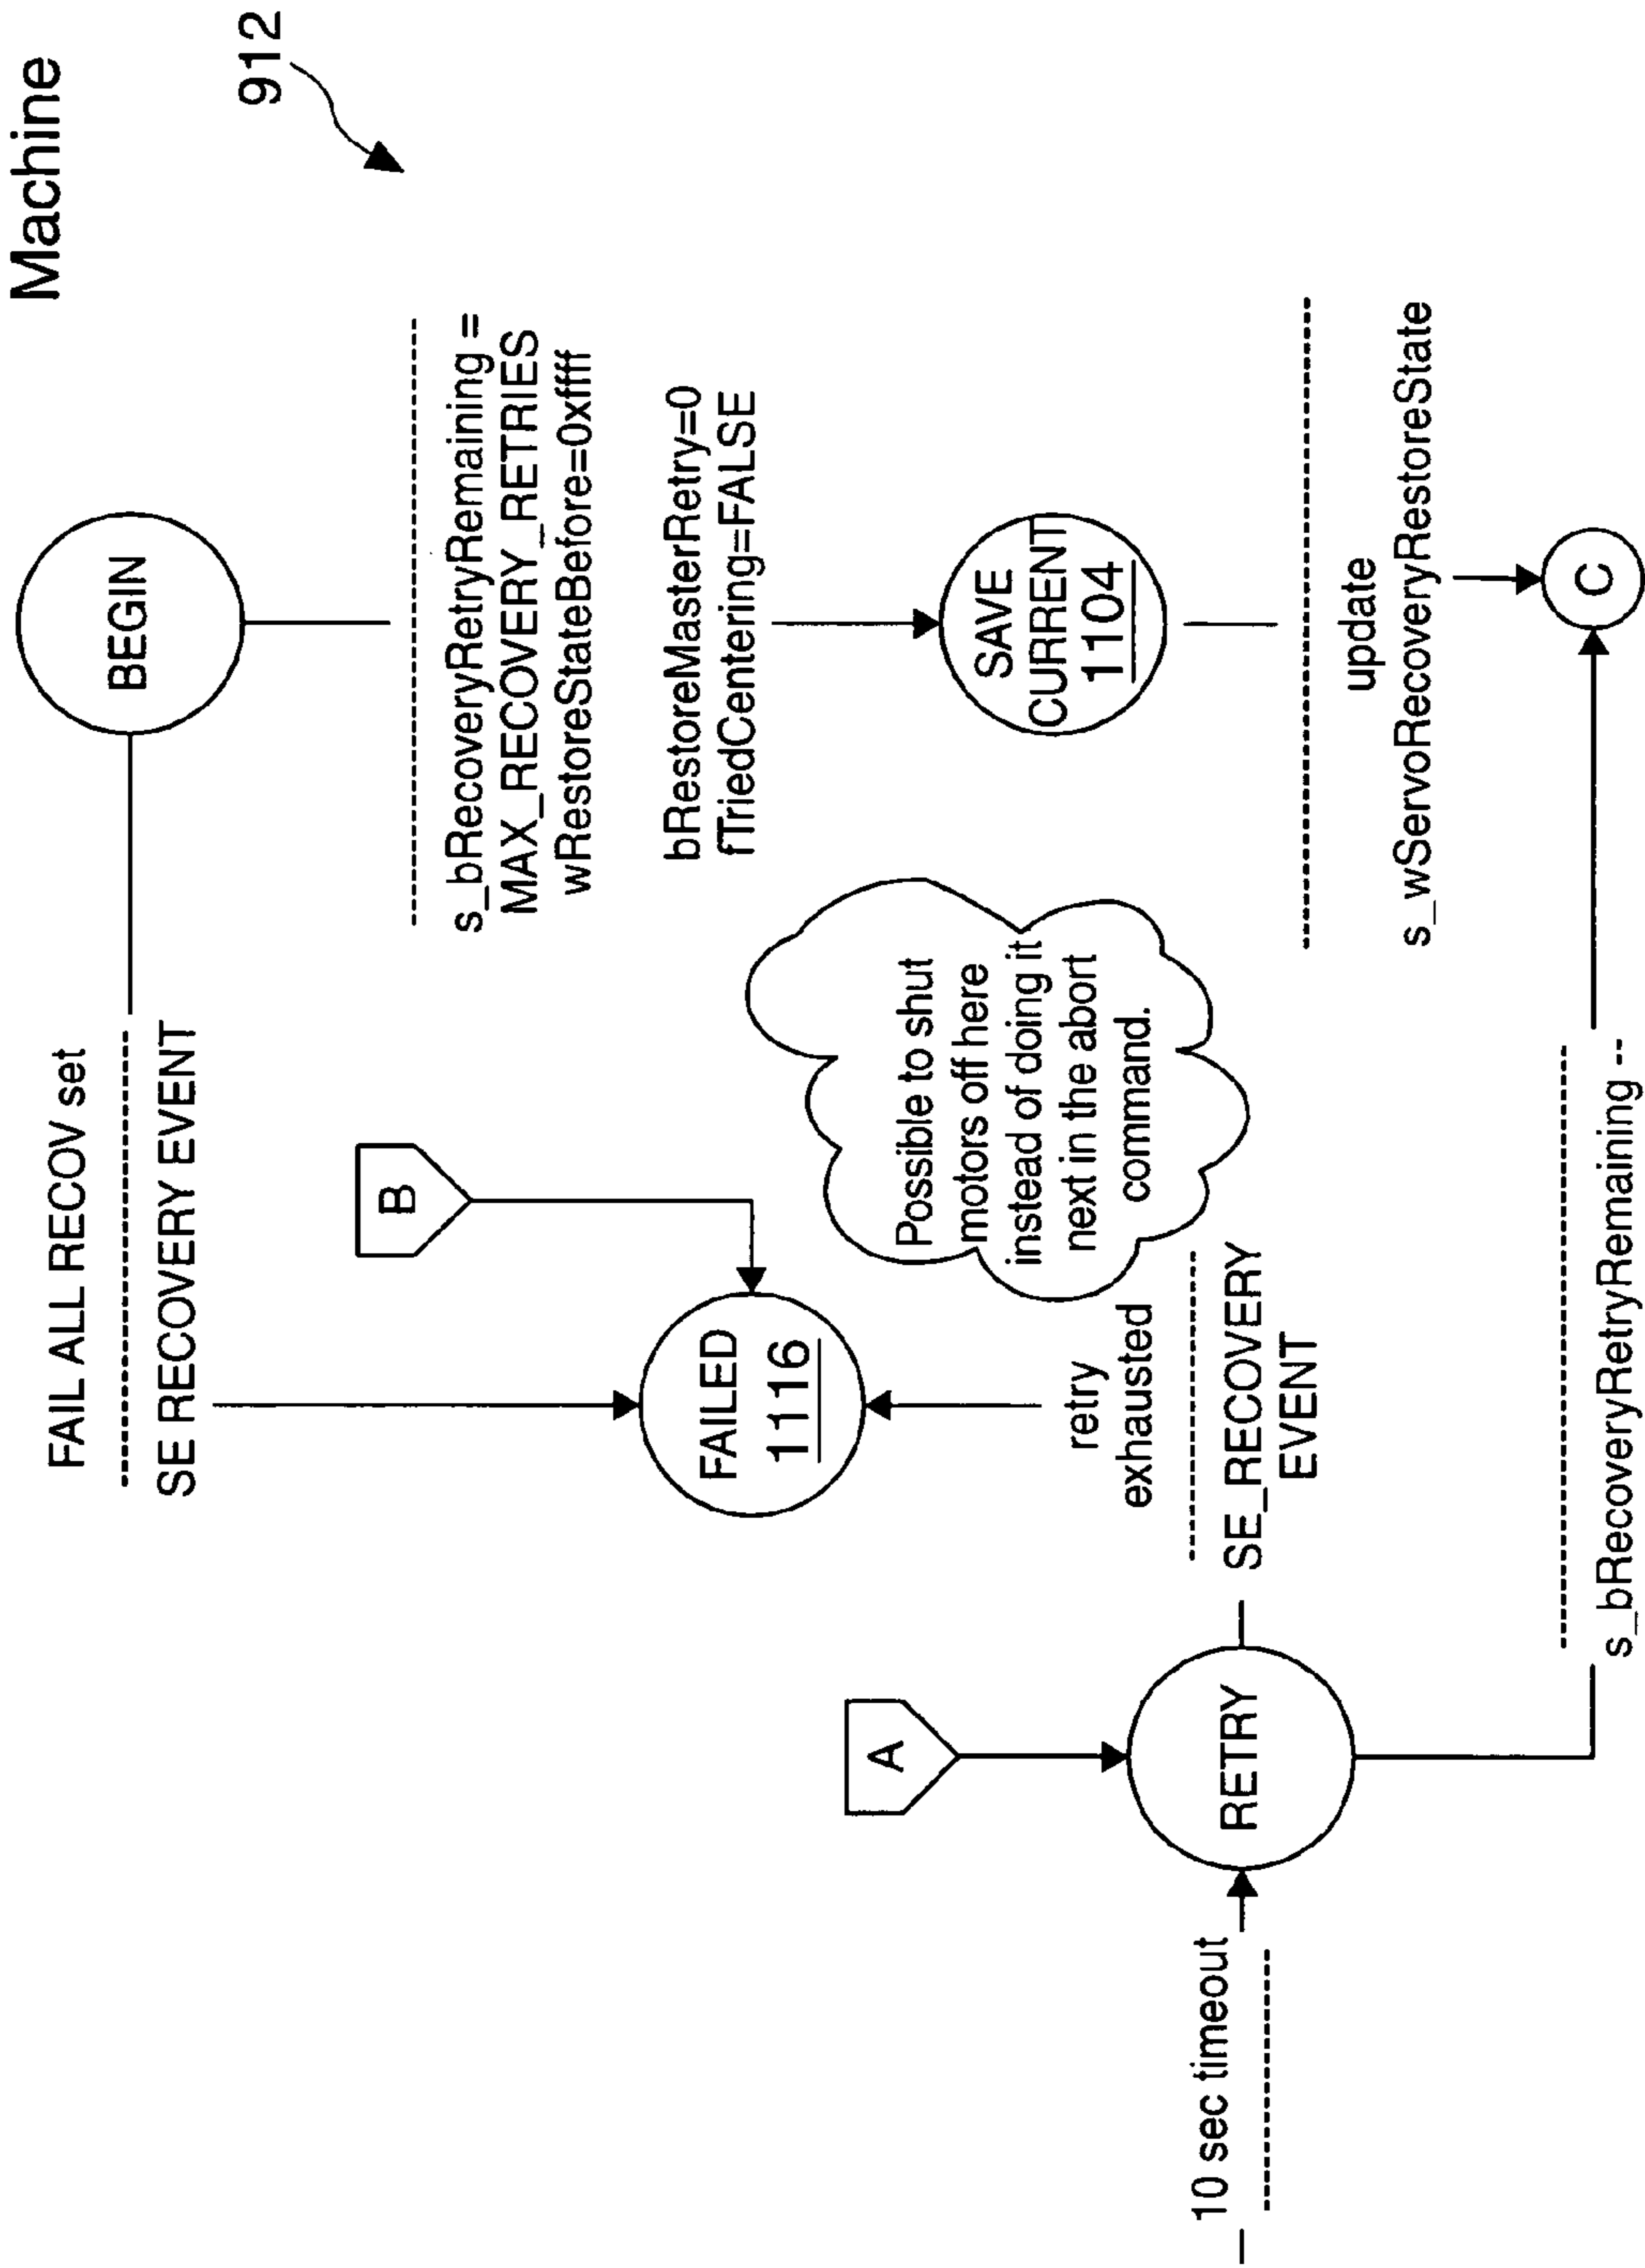 Machine
912
BEGIN
FAIL ALL RECOV set
SE RECOVERY EVENT
s_bRecoveryRetryRemaining =
MAX_RECOVERY_RETRIES
wRestoreStateBefore=0xffff
bRestoreMasterRetry=0
fTriedCentering=FALSE
B
FAILED
1116
Possible to shut
motors off here
instead of doing it
next in the abort
command.
SAVE
CURRENT
1104
retry
exhausted
SE_RECOVERY
EVENT
A
RETRY
10 sec timeout
update
s_wServoRecoveryRestoreState
C
s_bRecoveryRetryRemaining --